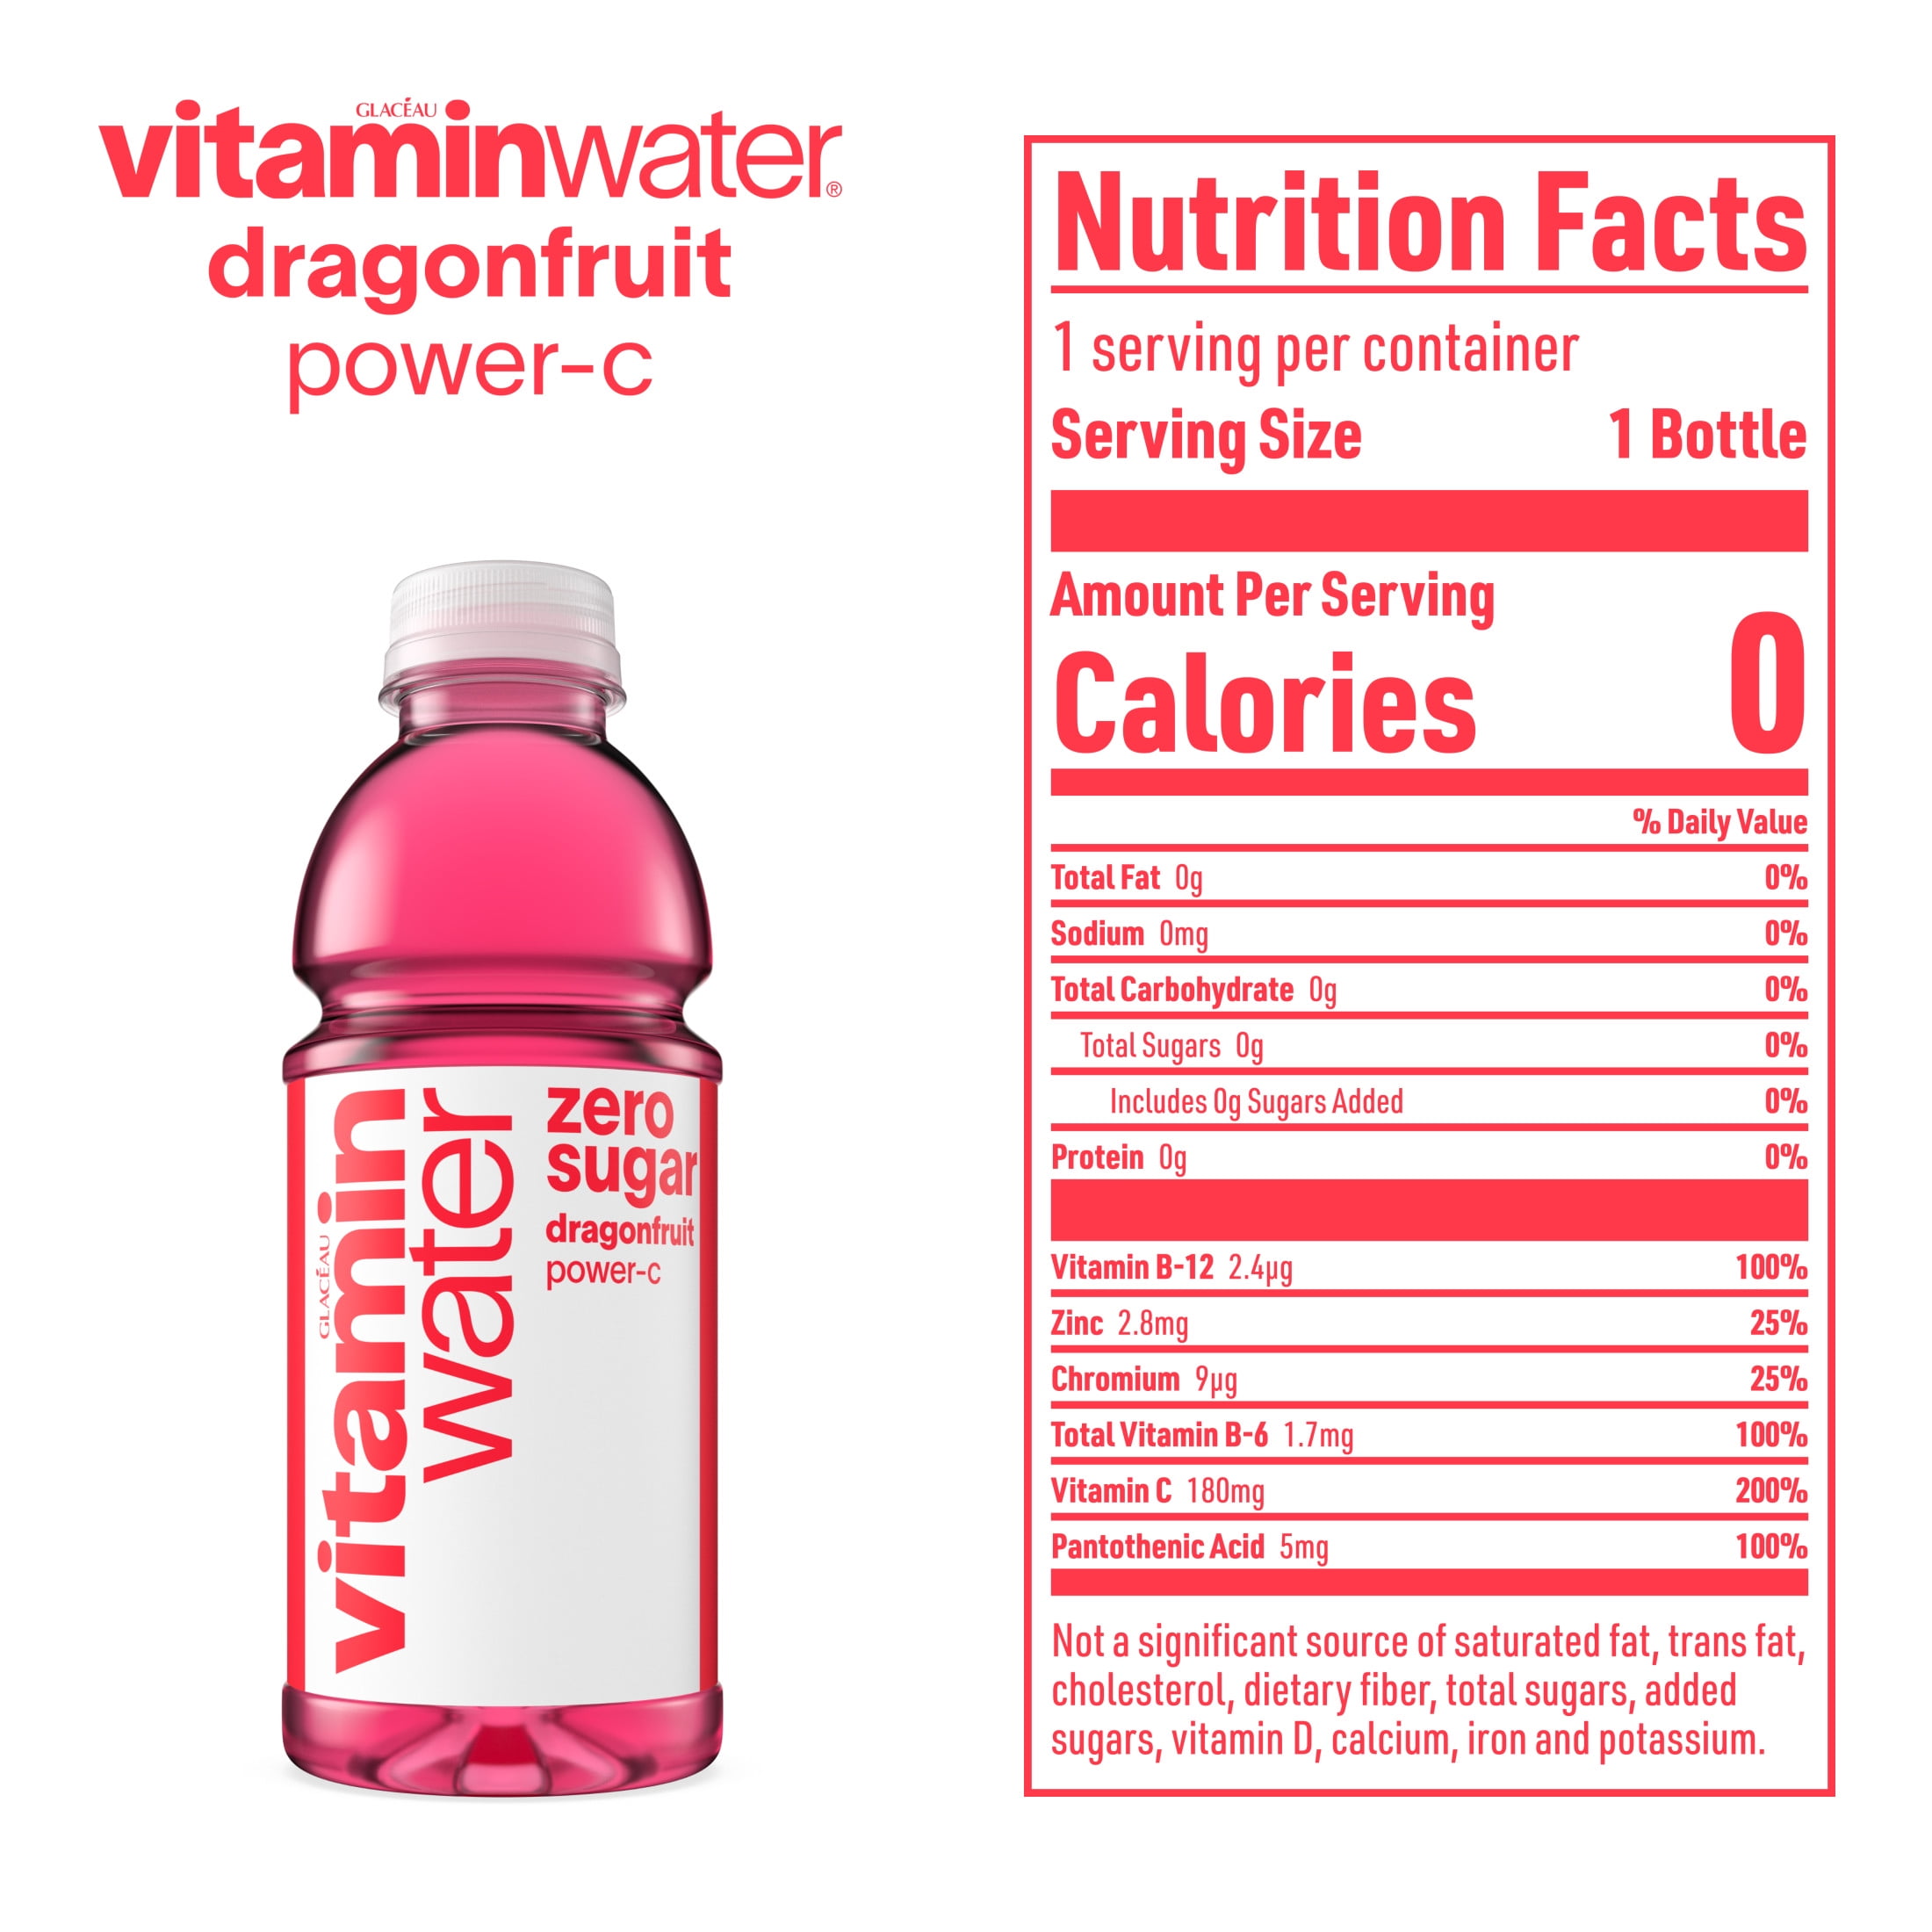 GLACÉAU
vitaminwater®
dragonfruit
power-c
GLACÉAU
vitamin
water
zero
sugar
dragonfruit
power-c
Nutrition Facts
1 serving per container
Serving Size 1 Bottle
Amount Per Serving
Calories 0
% Daily Value
Total Fat 0g 0%
Sodium 0mg 0%
Total Carbohydrate 0g 0%
Total Sugars 0g 0%
Includes 0g Sugars Added 0%
Protein 0g 0%
Vitamin B-12 2.4µg 100%
Zinc 2.8mg 25%
Chromium 9µg 25%
Total Vitamin B-6 1.7mg 100%
Vitamin C 180mg 200%
Pantothenic Acid 5mg 100%
Not a significant source of saturated fat, trans fat,
cholesterol, dietary fiber, total sugars, added
sugars, vitamin D, calcium, iron and potassium.